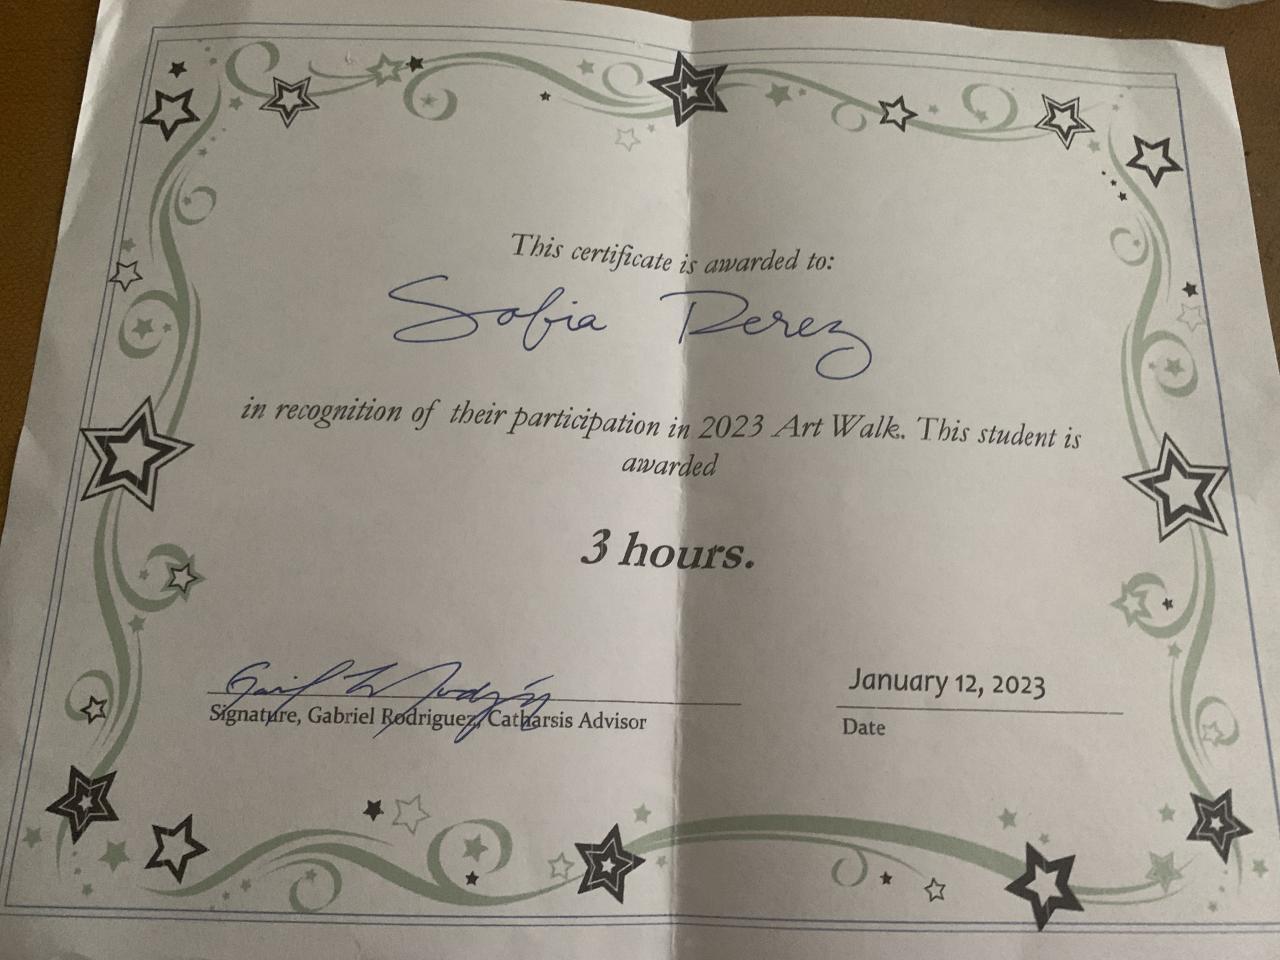 This certificate is awarded to:
Sofia Perez
in recognition of their participation in 2023 Art Walk. This student is
awarded
3 hours.
January 12, 2023
Signature, Gabriel Rodriguez, Catharsis Advisor
Date